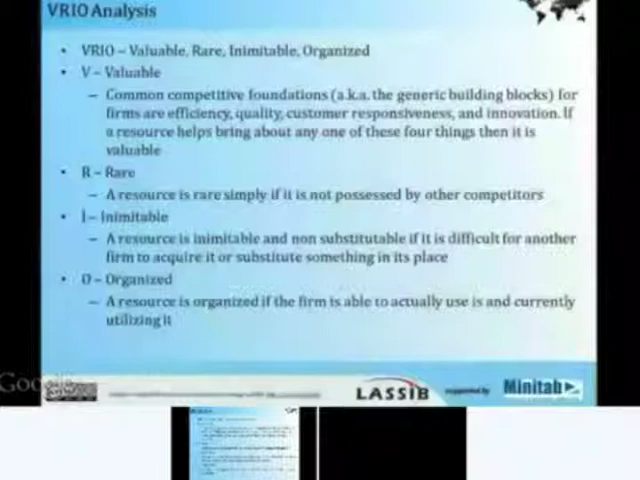 VRIO Analysis
• VRIO – Valuable, Rare, Inimitable, Organized
• V – Valuable
– Common competitive foundations (a.k.a. the generic building blocks) for
firms are efficiency, quality, customer responsiveness, and innovation. If
a resource helps bring about any one of these four things then it is
valuable
• R – Rare
– A resource is rare simply if it is not possessed by other competitors
• I – Inimitable
– A resource is inimitable and non substitutable if it is difficult for another
firm to acquire it or substitute something in its place
• O – Organized
– A resource is organized if the firm is able to actually use is and currently
utilizing it
LASSIB supported by Minitab